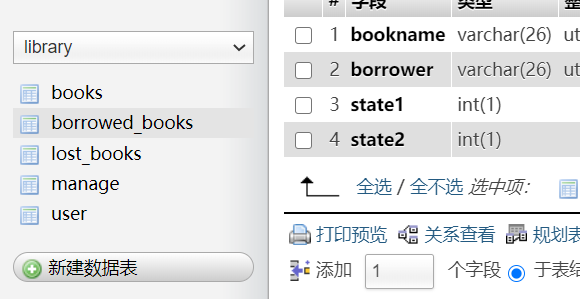 # 字段 类型 整
library
books
borrowed_books
lost_books
manage
user
新建数据表
1 bookname varchar(26) ut
2 borrower varchar(26) ut
3 state1 int(1)
4 state2 int(1)
全选 / 全不选 选中项:
打印预览 关系查看 规划表
添加 1 个字段 于表结